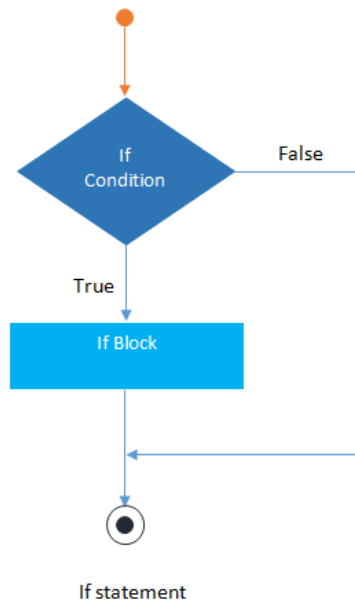 If
Condition
False
True
If Block
If statement